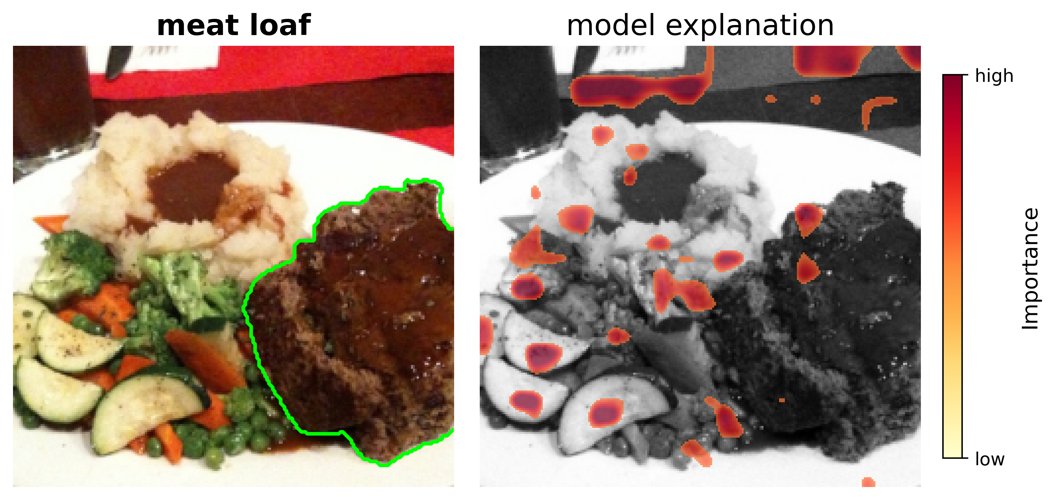 meat loaf
model explanation
high
Importance
low